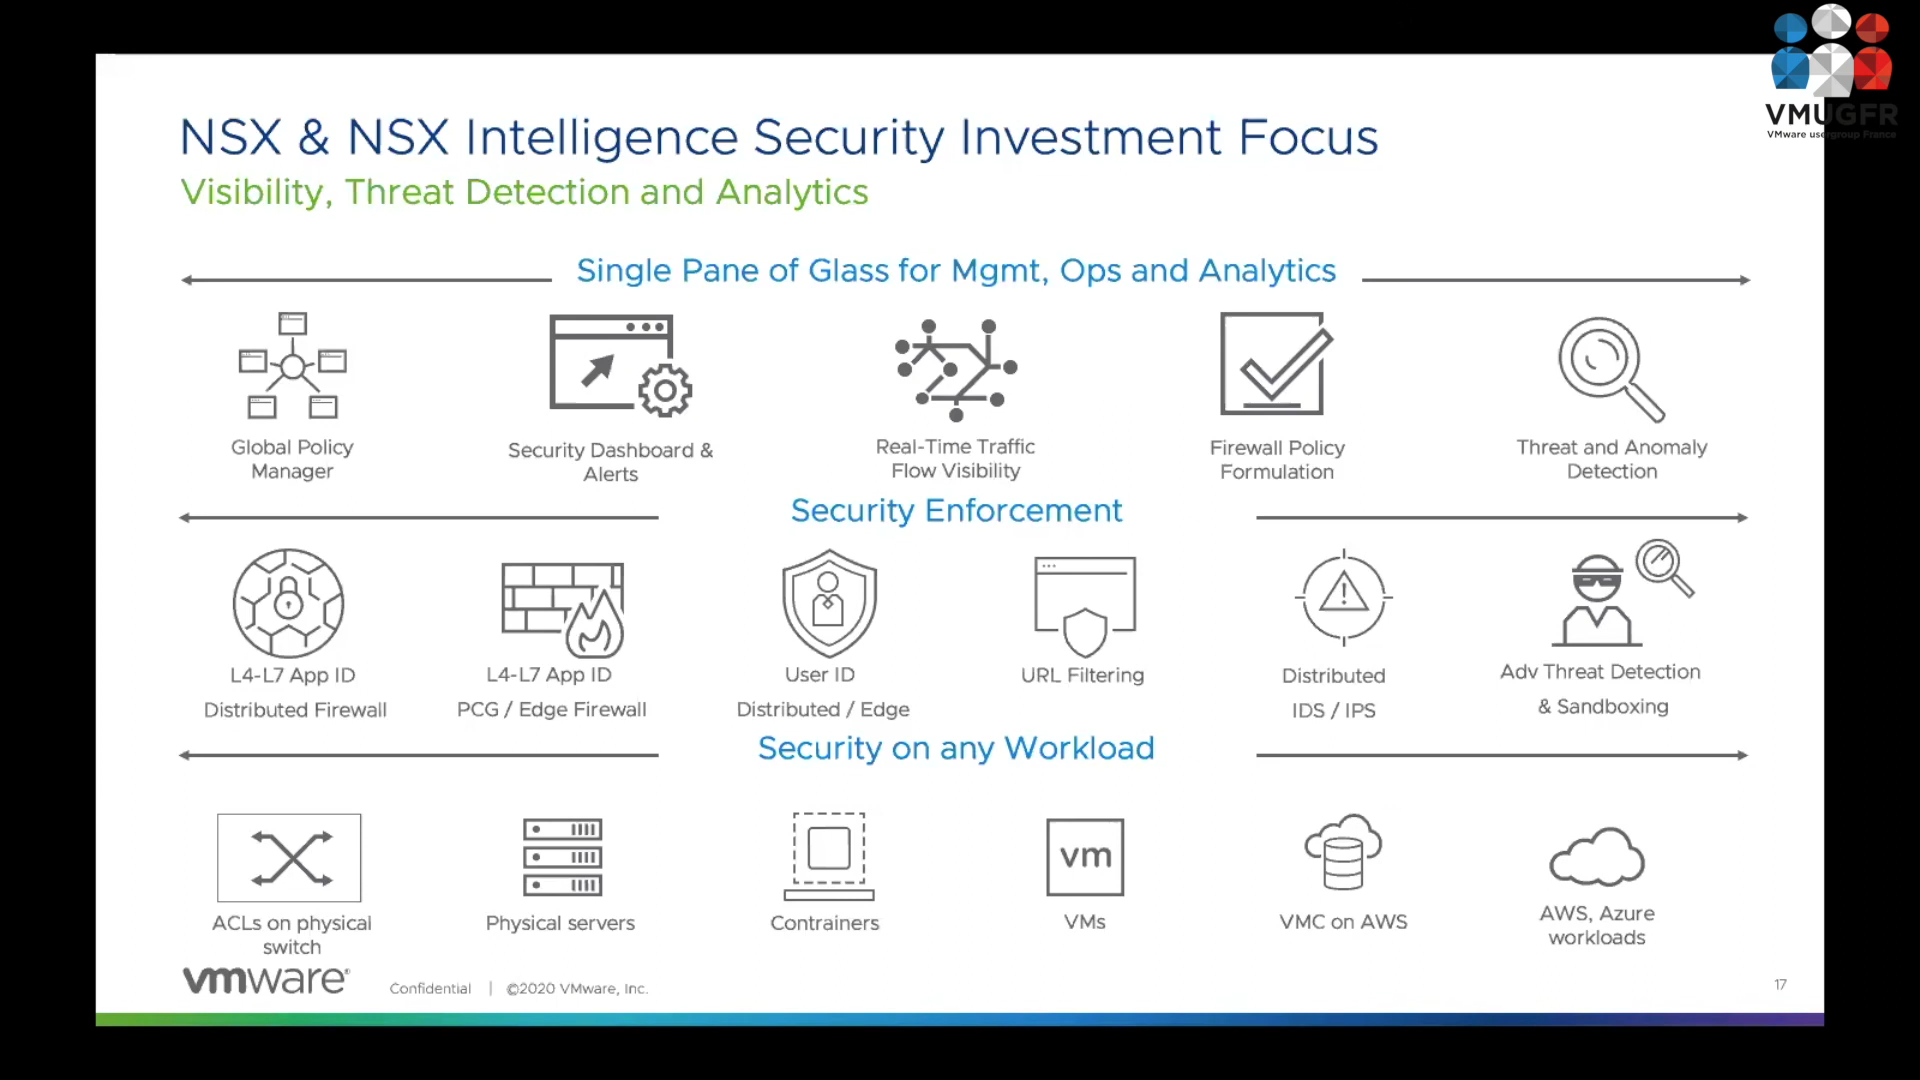 VMUGFR
VMware usergroup France
NSX & NSX Intelligence Security Investment Focus
Visibility, Threat Detection and Analytics
Single Pane of Glass for Mgmt, Ops and Analytics
Global Policy
Manager
Security Dashboard &
Alerts
Real-Time Traffic
Flow Visibility
Firewall Policy
Formulation
Threat and Anomaly
Detection
Security Enforcement
L4-L7 App ID
Distributed Firewall
L4-L7 App ID
PCG / Edge Firewall
User ID
Distributed / Edge
URL Filtering
Distributed
IDS / IPS
Adv Threat Detection
& Sandboxing
Security on any Workload
ACLs on physical
switch
Physical servers
Contrainers
vm
VMs
VMC on AWS
AWS, Azure
workloads
vmware®
Confidential | ©2020 VMware, Inc.
17